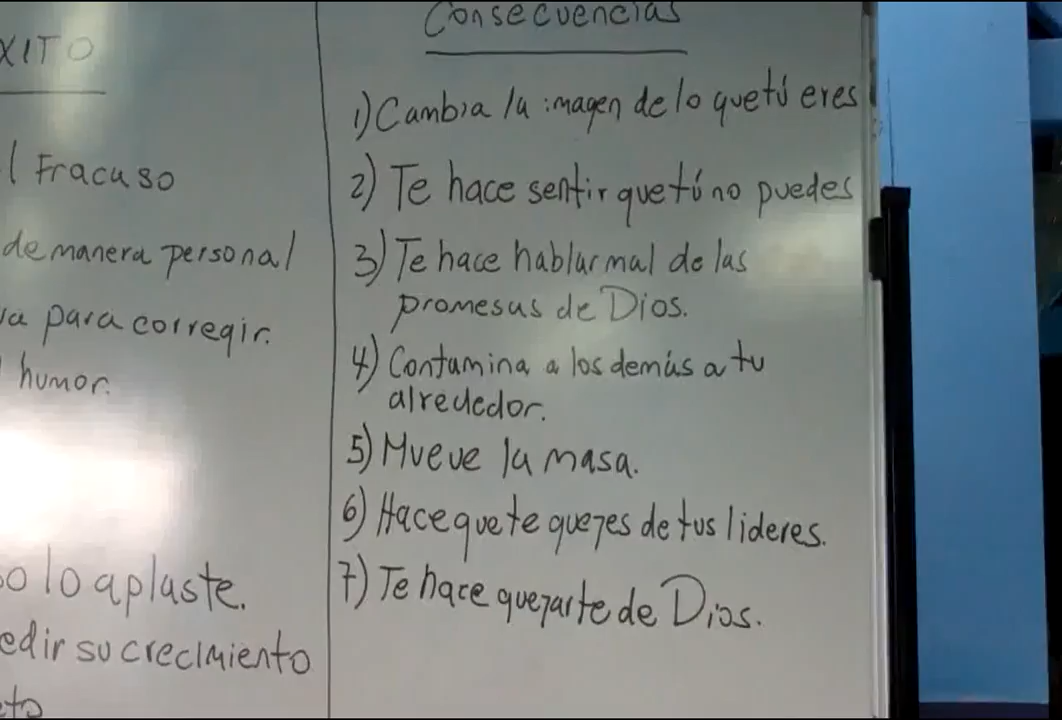 XITO
l Fracaso
de manera personal
va para corregir.
humor.
o lo aplaste.
edir su crecimiento
eto
Consecuencias
1) Cambia la imagen de lo que tú eres
2) Te hace sentir que tú no puedes
3) Te hace hablar mal de las
promesas de Dios.
4) Contamina a los demás a tu
alrededor.
5) Mueve la masa.
6) Hace que te quejes de tus lideres.
7) Te hace quejarte de Dios.